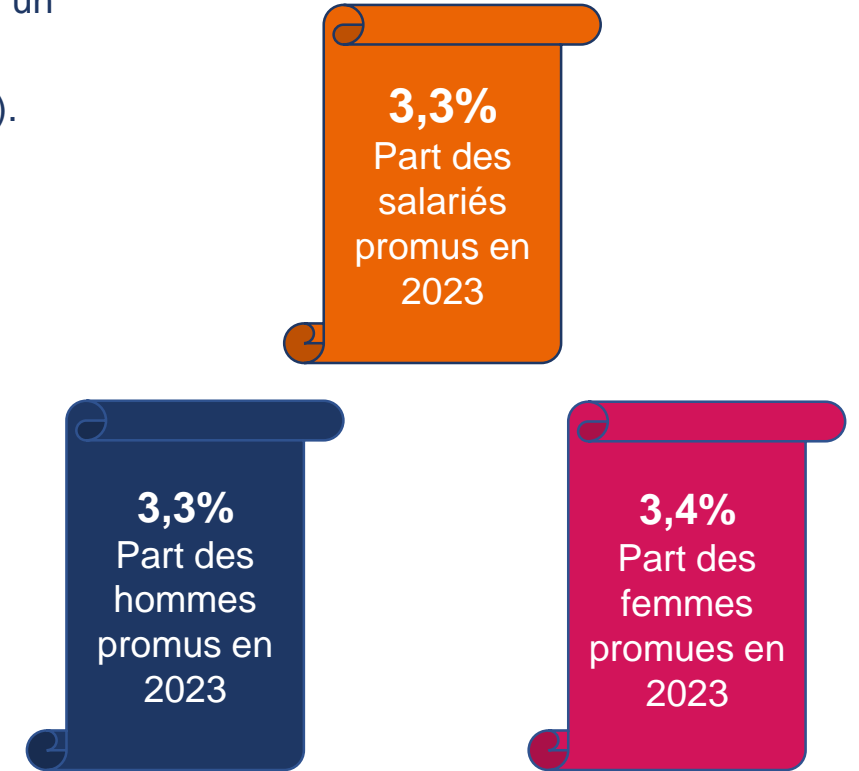 un
).
3,3%
Part des
salariés
promus en
2023
3,3%
Part des
hommes
promus en
2023
3,4%
Part des
femmes
promues en
2023